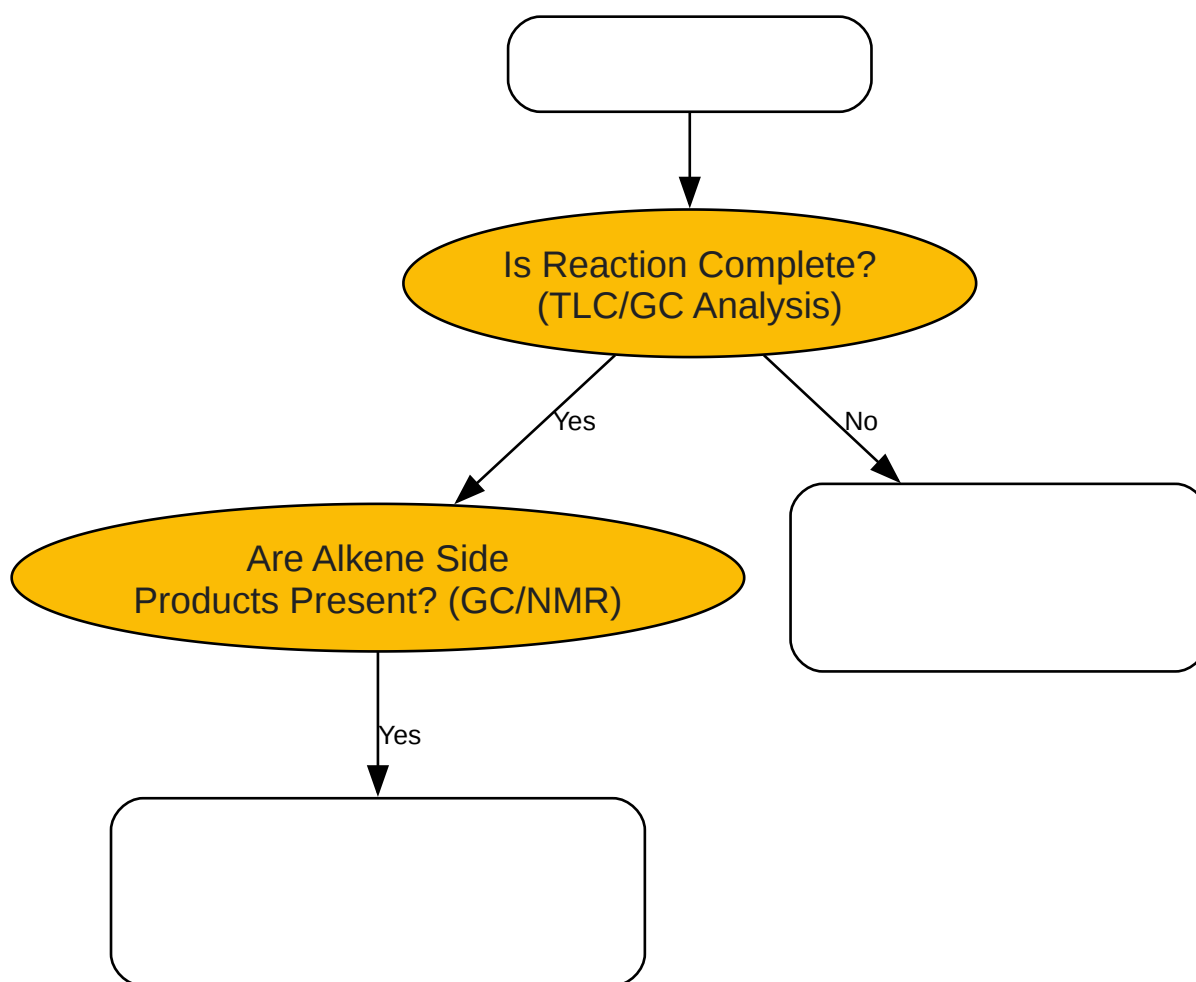 Is Reaction Complete?
(TLC/GC Analysis)
Yes
No
Are Alkene Side
Products Present? (GC/NMR)
Yes